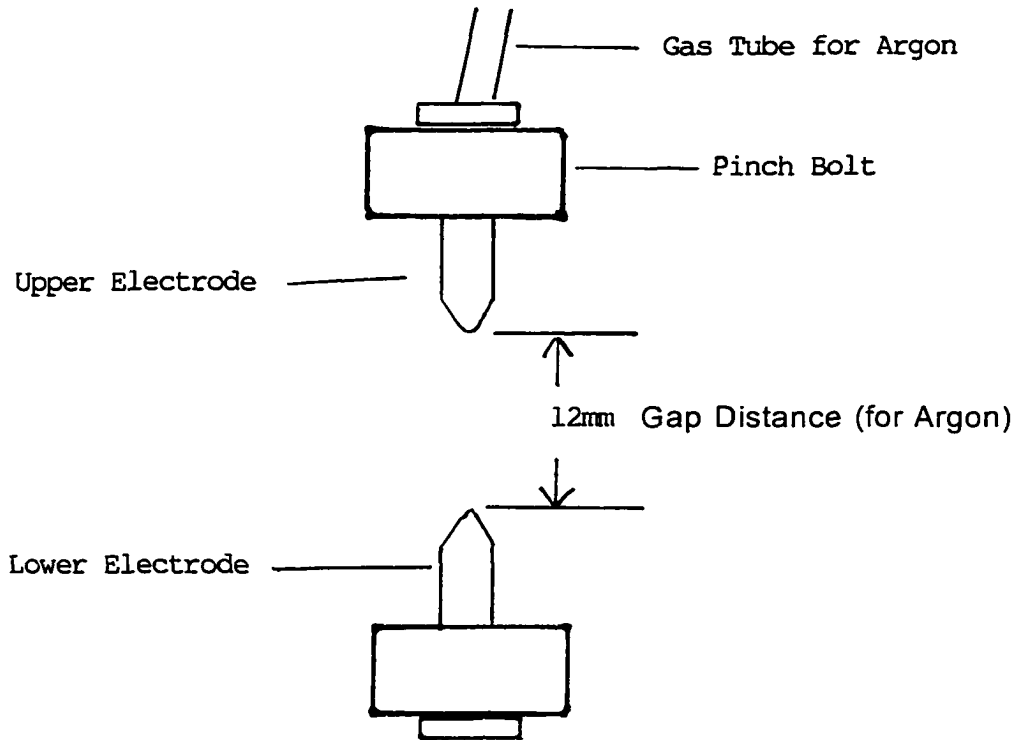 Gas Tube for Argon
Pinch Bolt
Upper Electrode
12mm Gap Distance (for Argon)
Lower Electrode